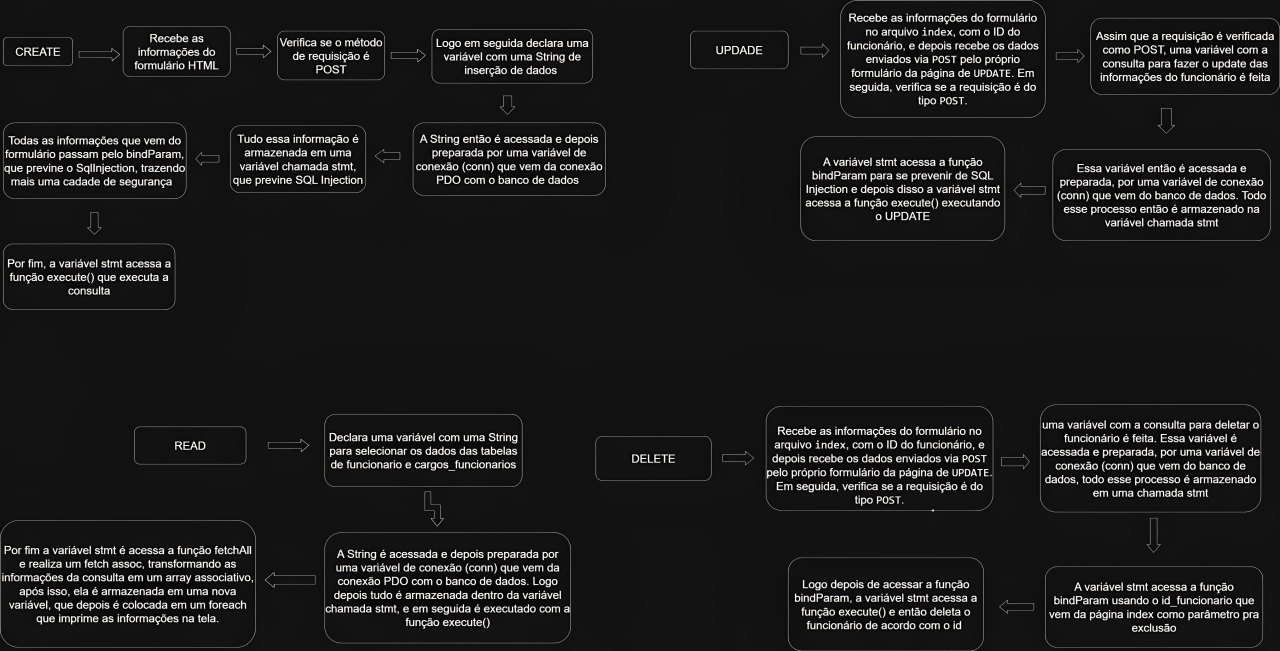 CREATE
Recebe as
informações do
formulário HTML
Verifica se o método
de requisição é
POST
Logo em seguida declara uma
variável com uma String de
inserção de dados
A String então é acessada e depois
preparada por uma variável de
conexão (conn) que vem da conexão
PDO com o banco de dados
Tudo essa informação é
armazenada em uma
variável chamada stmt,
que previne SQL Injection
Todas as informações que vem do
formulário passam pelo bindParam,
que previne o SqlInjection, trazendo
mais uma cadade de segurança
Por fim, a variável stmt acessa a
função execute() que executa a
consulta
UPDADE
Recebe as informações do formulário
no arquivo index, com o ID do
funcionário, e depois recebe os dados
enviados via POST pelo próprio
formulário da página de UPDATE. Em
seguida, verifica se a requisição é do
tipo POST.
Assim que a requisição é verificada
como POST, uma variável com a
consulta para fazer o update das
informações do funcionário é feita
Essa variável então é acessada e
preparada, por uma variável de conexão
(conn) que vem do banco de dados. Todo
esse processo então é armazenado na
variável chamada stmt
A variável stmt acessa a função
bindParam para se prevenir de SQL
Injection e depois disso a variável stmt
acessa a função execute() executando
o UPDATE
READ
Declara uma variável com uma String
para selecionar os dados das tabelas
de funcionario e cargos_funcionarios
A String é acessada e depois preparada por
uma variável de conexão (conn) que vem da
conexão PDO com o banco de dados. Logo
depois tudo é armazenada dentro da variável
chamada stmt, e em seguida é executado com a
função execute()
Por fim a variável stmt é acessa a função fetchAll
e realiza um fetch assoc, transformando as
informações da consulta em um array associativo,
após isso, ela é armazenada em uma nova
variável, que depois é colocada em um foreach
que imprime as informações na tela.
DELETE
Recebe as informações do formulário no
arquivo index, com o ID do funcionário, e
depois recebe os dados enviados via POST
pelo próprio formulário da página de UPDATE.
Em seguida, verifica se a requisição é do
tipo POST.
uma variável com a consulta para deletar o
funcionário é feita. Essa variável é
acessada e preparada, por uma variável de
conexão (conn) que vem do banco de
dados, todo esse processo é armazenado
em uma chamada stmt
A variável stmt acessa a função
bindParam usando o id_funcionario que
vem da página index como parâmetro pra
exclusão
Logo depois de acessar a função
bindParam, a variável stmt acessa a
função execute() e então deleta o
funcionário de acordo com o id